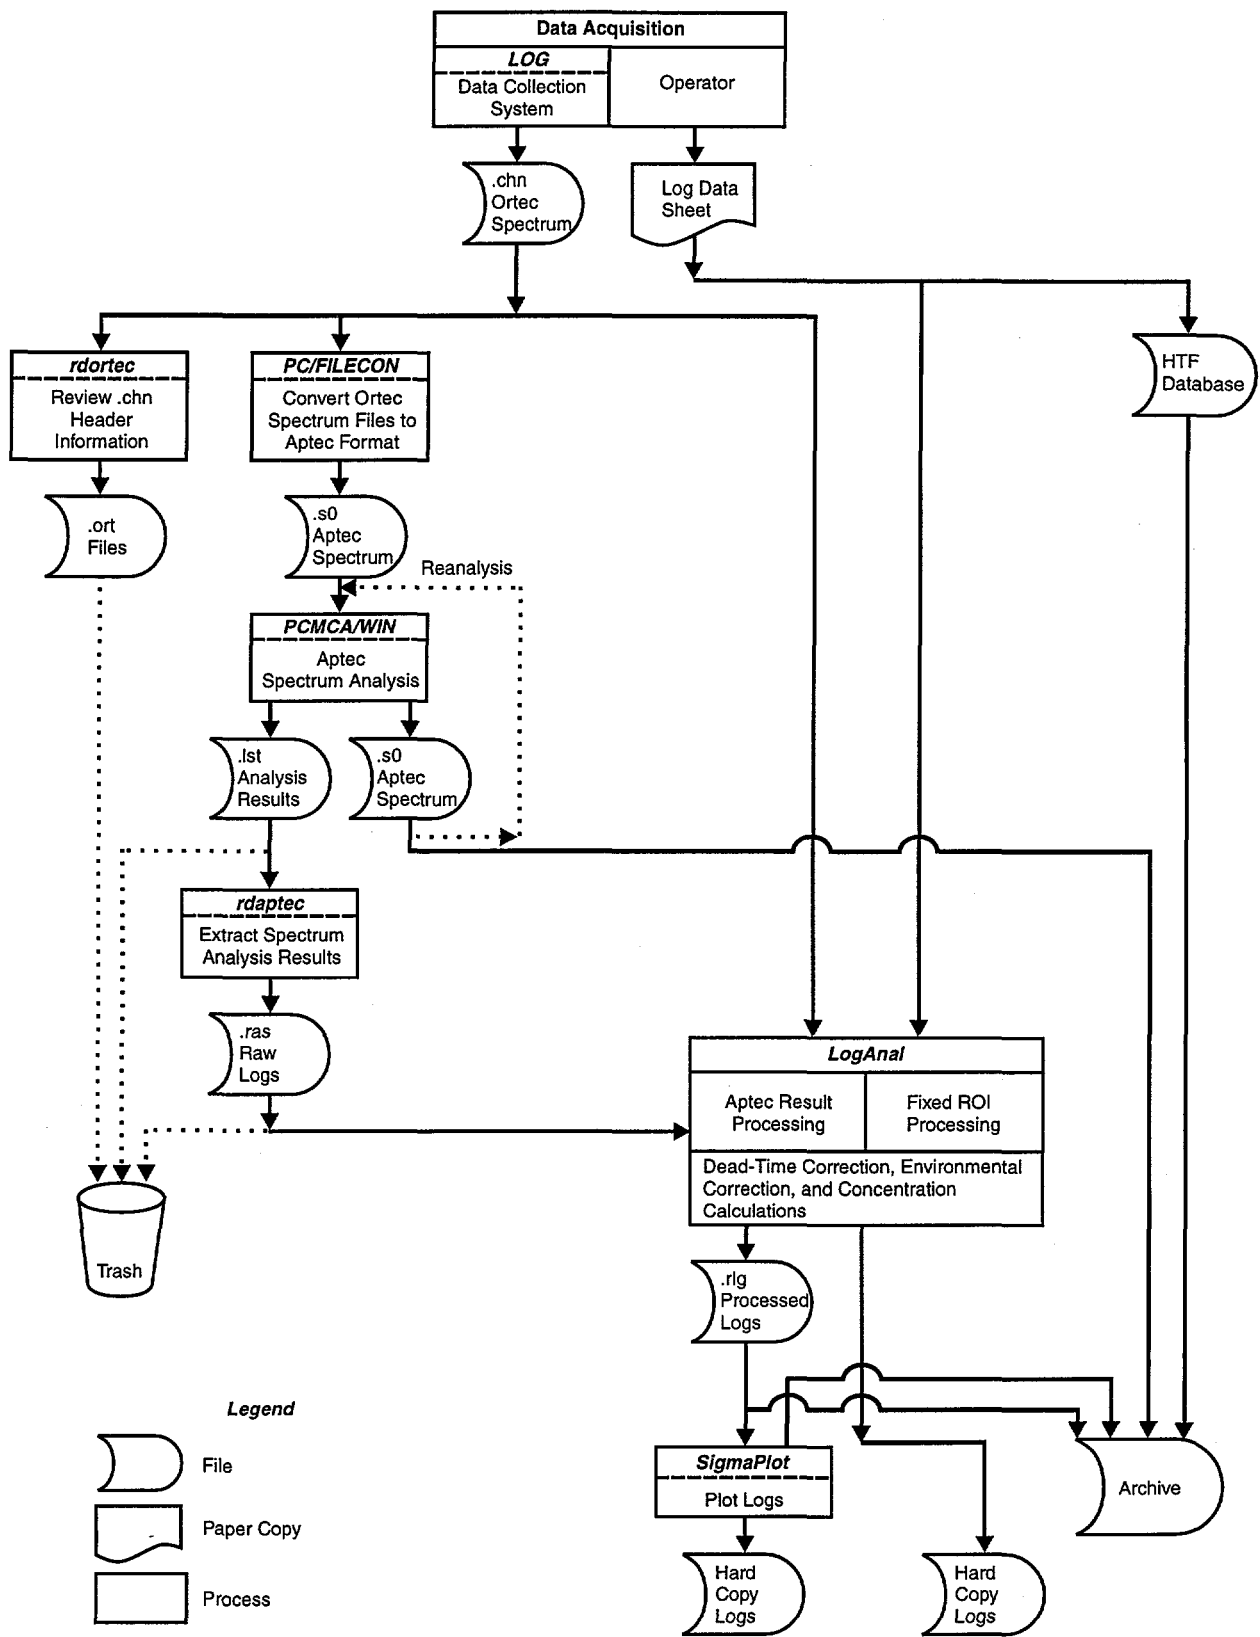 Data Acquisition
LOG
Data Collection
System
Operator
.chn
Ortec
Spectrum
Log Data
Sheet
rdortec
Review .chn
Header
Information
PC/FILECON
Convert Ortec
Spectrum Files to
Aptec Format
HTF
Database
.ort
Files
.s0
Aptec
Spectrum
Reanalysis
PCMCA/WIN
Aptec
Spectrum Analysis
.lst
Analysis
Results
.s0
Aptec
Spectrum
rdaptec
Extract Spectrum
Analysis Results
.ras
Raw
Logs
LogAnal
Aptec Result
Processing
Fixed ROI
Processing
Dead-Time Correction, Environmental
Correction, and Concentration
Calculations
Trash
.rlg
Processed
Logs
Legend
File
Paper Copy
Process
SigmaPlot
Plot Logs
Archive
Hard
Copy
Logs
Hard
Copy
Logs